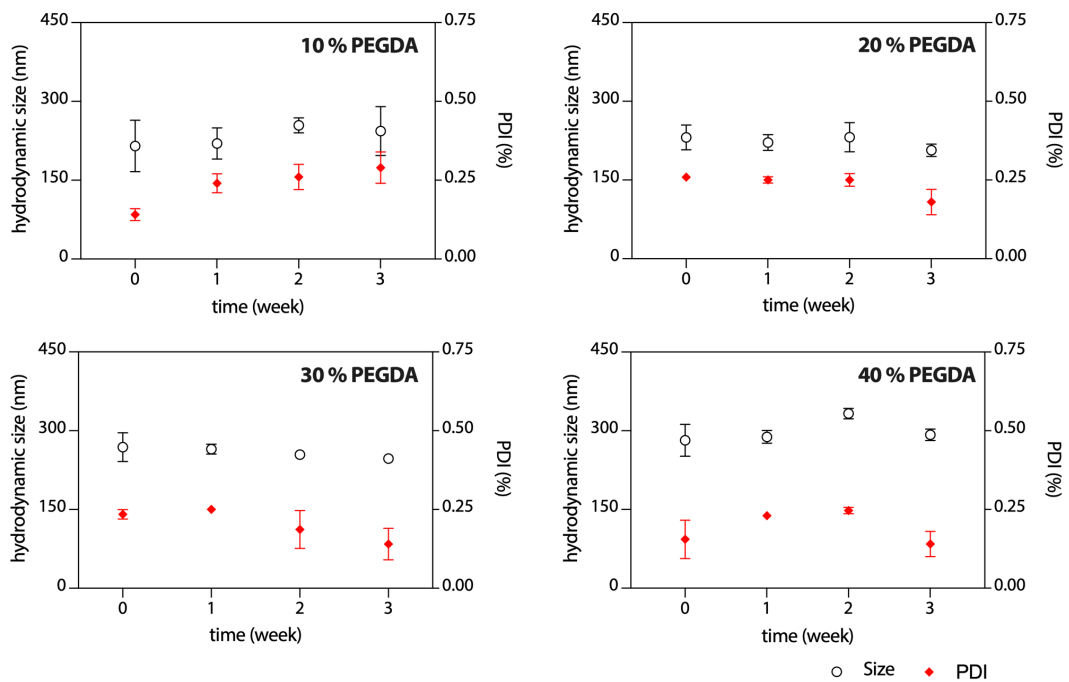 10 % PEGDA
450
300
150
0
hydrodynamic size (nm)
0.75
0.50
0.25
0.00
PDI (%)
0 1 2 3
time (week)
20 % PEGDA
450
300
150
0
hydrodynamic size (nm)
0.75
0.50
0.25
0.00
PDI (%)
0 1 2 3
time (week)
30 % PEGDA
450
300
150
0
hydrodynamic size (nm)
0.75
0.50
0.25
0.00
PDI (%)
0 1 2 3
time (week)
40 % PEGDA
450
300
150
0
hydrodynamic size (nm)
0.75
0.50
0.25
0.00
PDI (%)
0 1 2 3
time (week)
Size PDI